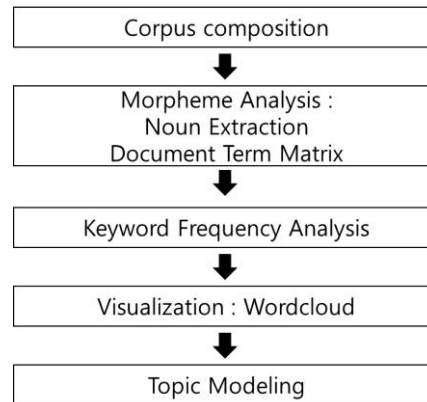 Corpus composition
Morpheme Analysis :
Noun Extraction
Document Term Matrix
Keyword Frequency Analysis
Visualization : Wordcloud
Topic Modeling